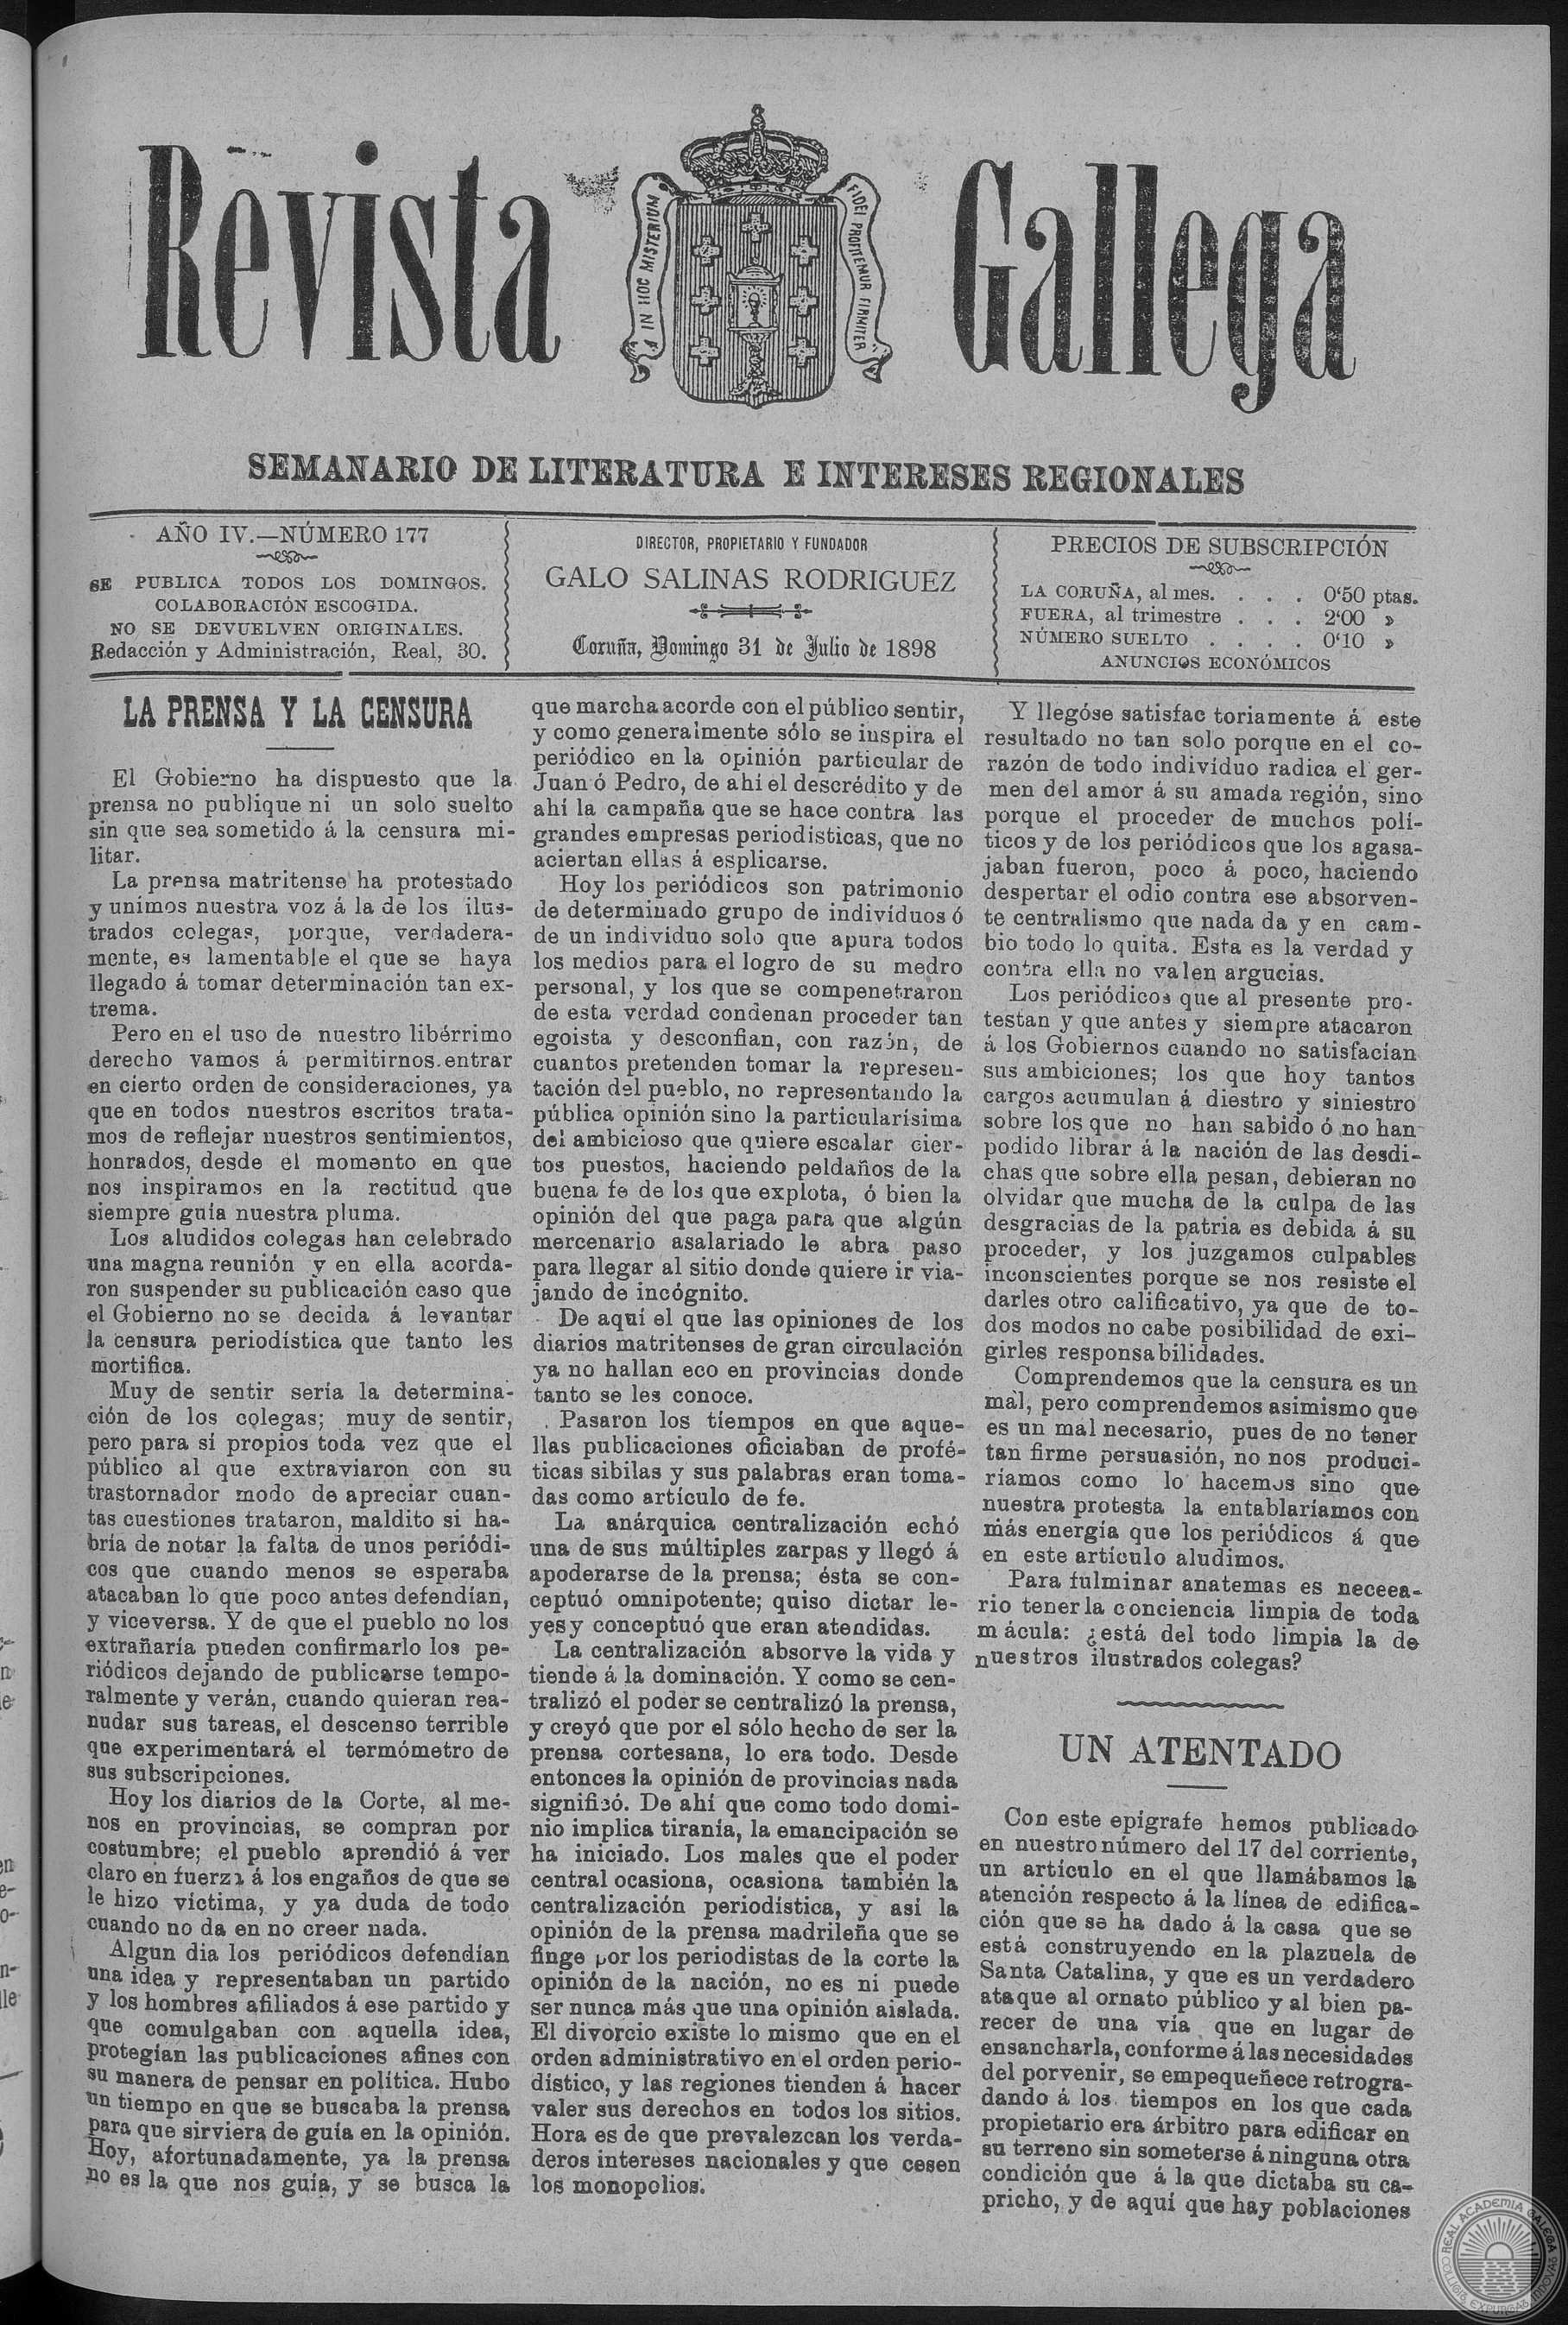 Revista Gallega
IN HOC MISTERIUM
FIDEI PROFITEMUR FIRMITER
SEMANARIO DE LITERATURA E INTERESES REGIONALES
AÑO IV.—NÚMERO 177
SE PUBLICA TODOS LOS DOMINGOS.
COLABORACIÓN ESCOGIDA.
NO SE DEVUELVEN ORIGINALES.
Redacción y Administración, Real, 30.
DIRECTOR, PROPIETARIO Y FUNDADOR
GALO SALINAS RODRIGUEZ
Coruña, Domingo 31 de Julio de 1898
PRECIOS DE SUBSCRIPCIÓN
LA CORUÑA, al mes. . . . 0'50 ptas.
FUERA, al trimestre . . . 2'00 »
NÚMERO SUELTO . . . . 0'10 »
ANUNCIOS ECONÓMICOS
LA PRENSA Y LA CENSURA
El Gobierno ha dispuesto que la
prensa no publique ni un solo suelto
sin que sea sometido á la censura mi-
litar.
La prensa matritense ha protestado
y unimos nuestra voz á la de los ilus-
trados colegas, porque, verdadera-
mente, es lamentable el que se haya
llegado á tomar determinación tan ex-
trema.
Pero en el uso de nuestro libérrimo
derecho vamos á permitirnos entrar
en cierto orden de consideraciones, ya
que en todos nuestros escritos trata-
mos de reflejar nuestros sentimientos,
honrados, desde el momento en que
nos inspiramos en la rectitud que
siempre guía nuestra pluma.
Los aludidos colegas han celebrado
una magna reunión y en ella acorda-
ron suspender su publicación caso que
el Gobierno no se decida á levantar
la censura periodística que tanto les
mortifica.
Muy de sentir sería la determina-
ción de los colegas; muy de sentir,
pero para sí propios toda vez que el
público al que extraviaron con su
trastornador modo de apreciar cuan-
tas cuestiones trataron, maldito si ha-
bría de notar la falta de unos periódi-
cos que cuando menos se esperaba
atacaban lo que poco antes defendían,
y viceversa. Y de que el pueblo no los
extrañaría pueden confirmarlo los pe-
riódicos dejando de publicarse tempo-
ralmente y verán, cuando quieran rea-
nudar sus tareas, el descenso terrible
que experimentará el termómetro de
sus subscripciones.
Hoy los diarios de la Corte, al me-
nos en provincias, se compran por
costumbre; el pueblo aprendió á ver
claro en fuerza á los engaños de que se
le hizo víctima, y ya duda de todo
cuando no da en no creer nada.
Algun dia los periódicos defendían
una idea y representaban un partido
y los hombres afiliados á ese partido y
que comulgaban con aquella idea,
protegían las publicaciones afines con
su manera de pensar en política. Hubo
un tiempo en que se buscaba la prensa
para que sirviera de guía en la opinión.
Hoy, afortunadamente, ya la prensa
no es la que nos guía, y se busca la
que marcha acorde con el público sentir,
y como generalmente sólo se inspira el
periódico en la opinión particular de
Juan ó Pedro, de ahí el descrédito y de
ahí la campaña que se hace contra las
grandes empresas periodísticas, que no
aciertan ellas á esplicarse.
Hoy los periódicos son patrimonio
de determinado grupo de indivíduos ó
de un indivíduo solo que apura todos
los medios para el logro de su medro
personal, y los que se compenetraron
de esta verdad condenan proceder tan
egoista y desconfian, con razón, de
cuantos pretenden tomar la represen-
tación del pueblo, no representando la
pública opinión sino la particularísima
del ambicioso que quiere escalar cier-
tos puestos, haciendo peldaños de la
buena fe de los que explota, ó bien la
opinión del que paga para que algún
mercenario asalariado le abra paso
para llegar al sitio donde quiere ir via-
jando de incógnito.
De aquí el que las opiniones de los
diarios matritenses de gran circulación
ya no hallan eco en provincias donde
tanto se les conoce.
Pasaron los tiempos en que aque-
llas publicaciones oficiaban de profé-
ticas sibilas y sus palabras eran toma-
das como artículo de fe.
La anárquica centralización echó
una de sus múltiples zarpas y llegó á
apoderarse de la prensa; ésta se con-
ceptuó omnipotente; quiso dictar le-
yes y conceptuó que eran atendidas.
La centralización absorve la vida y
tiende á la dominación. Y como se cen-
tralizó el poder se centralizó la prensa,
y creyó que por el sólo hecho de ser la
prensa cortesana, lo era todo. Desde
entonces la opinión de provincias nada
significó. De ahí que como todo domi-
nio implica tiranía, la emancipación se
ha iniciado. Los males que el poder
central ocasiona, ocasiona también la
centralización periodística, y así la
opinión de la prensa madrileña que se
finge por los periodistas de la corte la
opinión de la nación, no es ni puede
ser nunca más que una opinión aislada.
El divorcio existe lo mismo que en el
orden administrativo en el orden perio-
dístico, y las regiones tienden á hacer
valer sus derechos en todos los sitios.
Hora es de que prevalezcan los verda-
deros intereses nacionales y que cesen
los monopolios.
Y llegóse satisfac toriamente á este
resultado no tan solo porque en el co-
razón de todo indivíduo radica el ger-
men del amor á su amada región, sino
porque el proceder de muchos polí-
ticos y de los periódicos que los agasa-
jaban fueron, poco á poco, haciendo
despertar el odio contra ese absorven-
te centralismo que nada da y en cam-
bio todo lo quita. Esta es la verdad y
contra ella no valen argucias.
Los periódicos que al presente pro-
testan y que antes y siempre atacaron
á los Gobiernos cuando no satisfacían
sus ambiciones; los que hoy tantos
cargos acumulan á diestro y siniestro
sobre los que no han sabido ó no han
podido librar á la nación de las desdi-
chas que sobre ella pesan, debieran no
olvidar que mucha de la culpa de las
desgracias de la patria es debida á su
proceder, y los juzgamos culpables
inconscientes porque se nos resiste el
darles otro calificativo, ya que de to-
dos modos no cabe posibilidad de exi-
girles responsabilidades.
Comprendemos que la censura es un
mal, pero comprendemos asimismo que
es un mal necesario, pues de no tener
tan firme persuasión, no nos produci-
ríamos como lo hacemos sino que
nuestra protesta la entablaríamos con
más energía que los periódicos á que
en este artículo aludimos.
Para fulminar anatemas es neceea-
rio tener la conciencia limpia de toda
m ácula: ¿está del todo limpia la de
nuestros ilustrados colegas?
UN ATENTADO
Con este epígrafe hemos publicado
en nuestro número del 17 del corriente,
un artículo en el que llamábamos la
atención respecto á la línea de edifica-
ción que se ha dado á la casa que se
está construyendo en la plazuela de
Santa Catalina, y que es un verdadero
ataque al ornato público y al bien pa-
recer de una vía que en lugar de
ensancharla, conforme á las necesidades
del porvenir, se empequeñece retrogra-
dando á los tiempos en los que cada
propietario era árbitro para edificar en
su terreno sin someterse á ninguna otra
condición que á la que dictaba su ca-
pricho, y de aquí que hay poblaciones
REAL ACADEMIA GALEGA